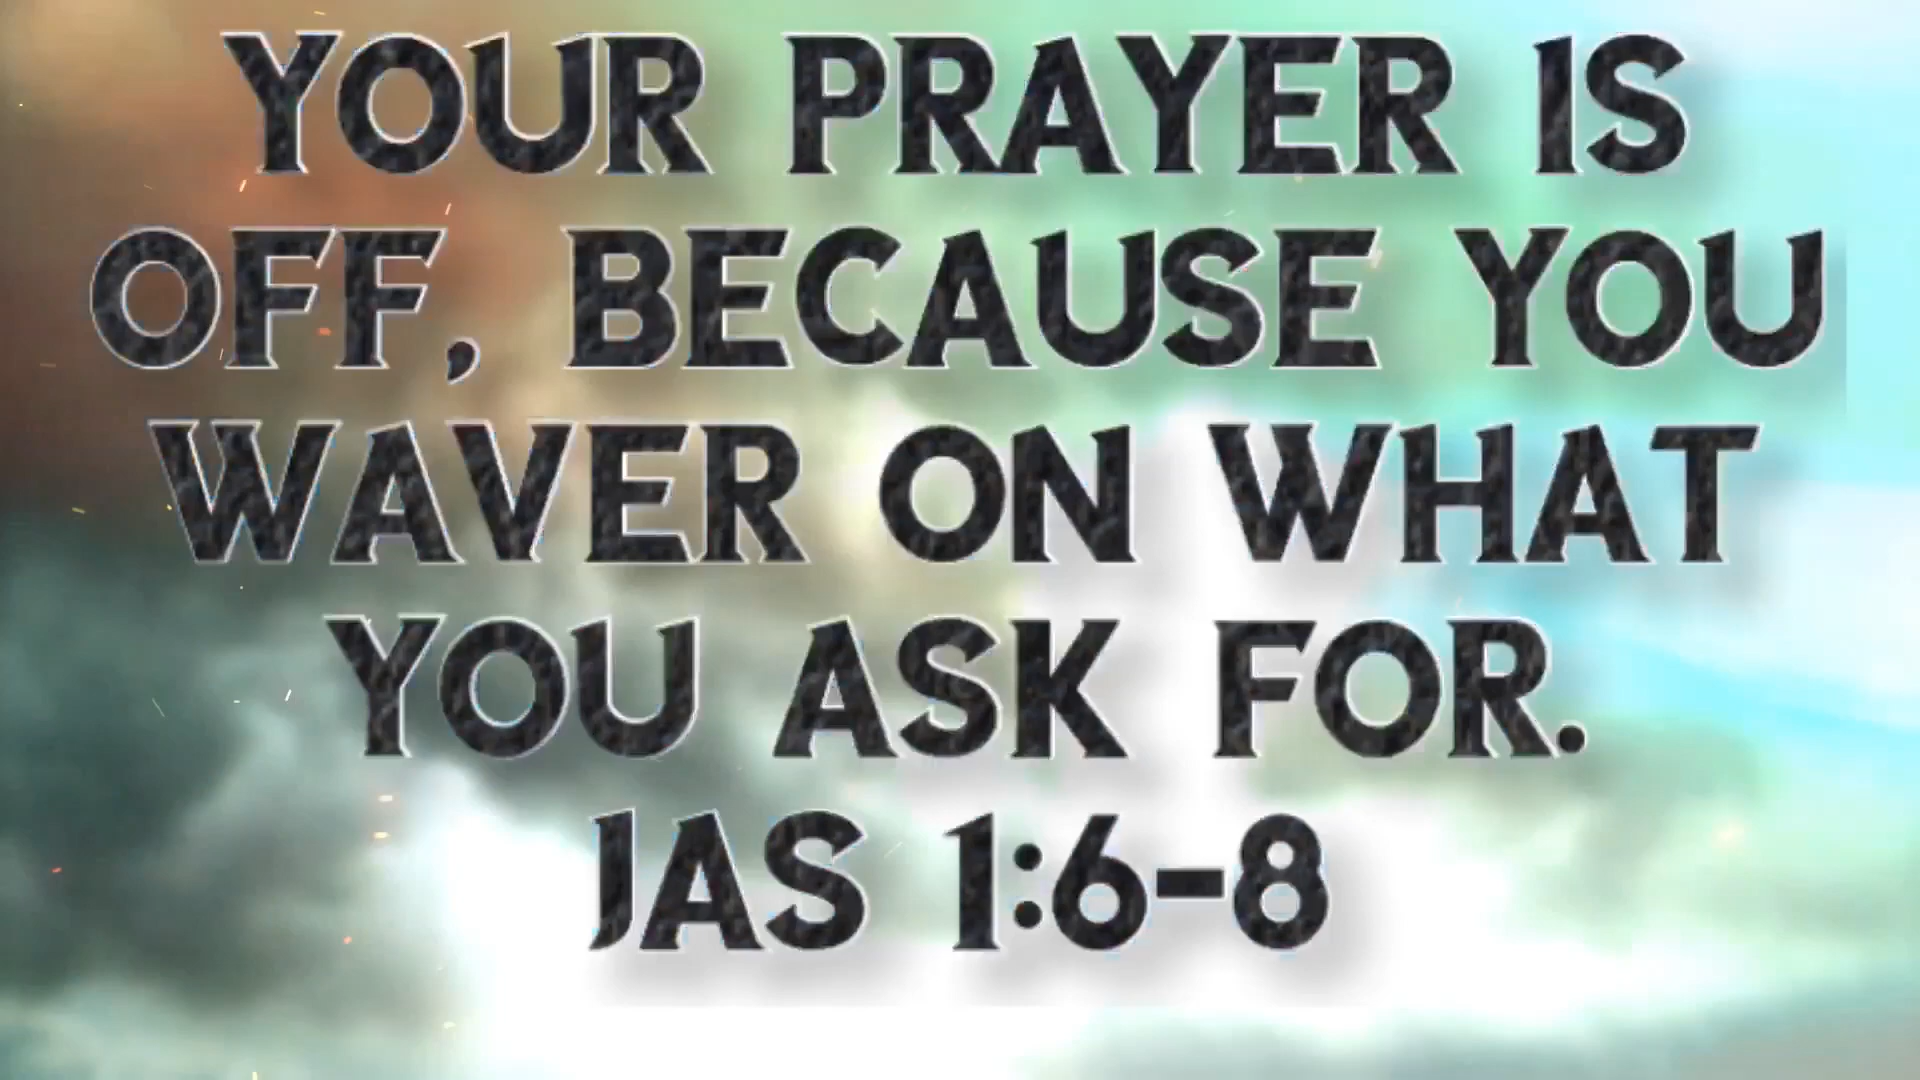 YOUR PRAYER IS
OFF, BECAUSE YOU
WAVER ON WHAT
YOU ASK FOR.
JAS 1:6-8